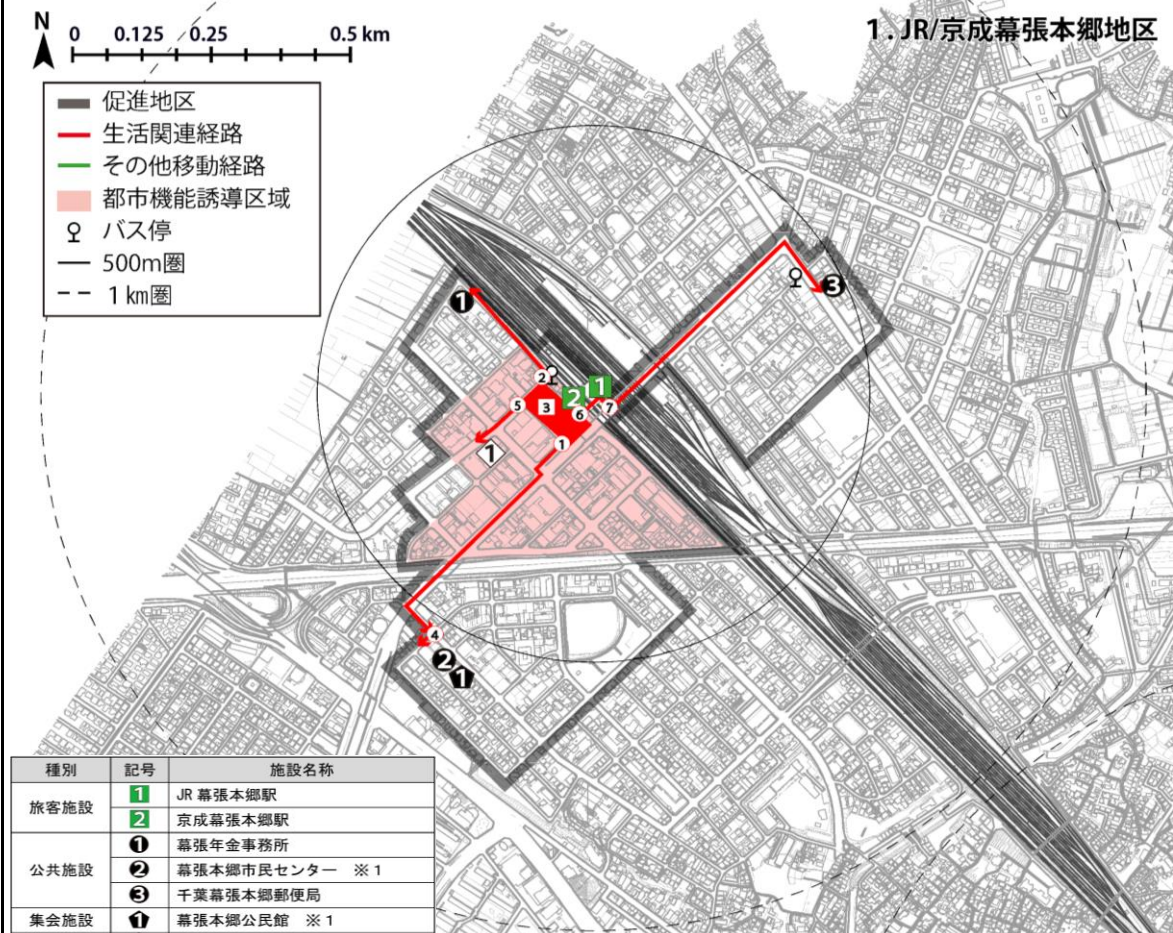 1.JR/京成幕張本郷地区
N
0 0.125 0.25 0.5 km
促進地区
生活関連経路
その他移動経路
都市機能誘導区域
バス停
500m圏
1km圏
1
3
2
1
2
5
3
6
7
1
1
4
2
1
種別 記号 施設名称
旅客施設
1 JR 幕張本郷駅
2 京成幕張本郷駅
公共施設
❶ 幕張年金事務所
❷ 幕張本郷市民センター ※1
❸ 千葉幕張本郷郵便局
集会施設 1 幕張本郷公民館 ※1